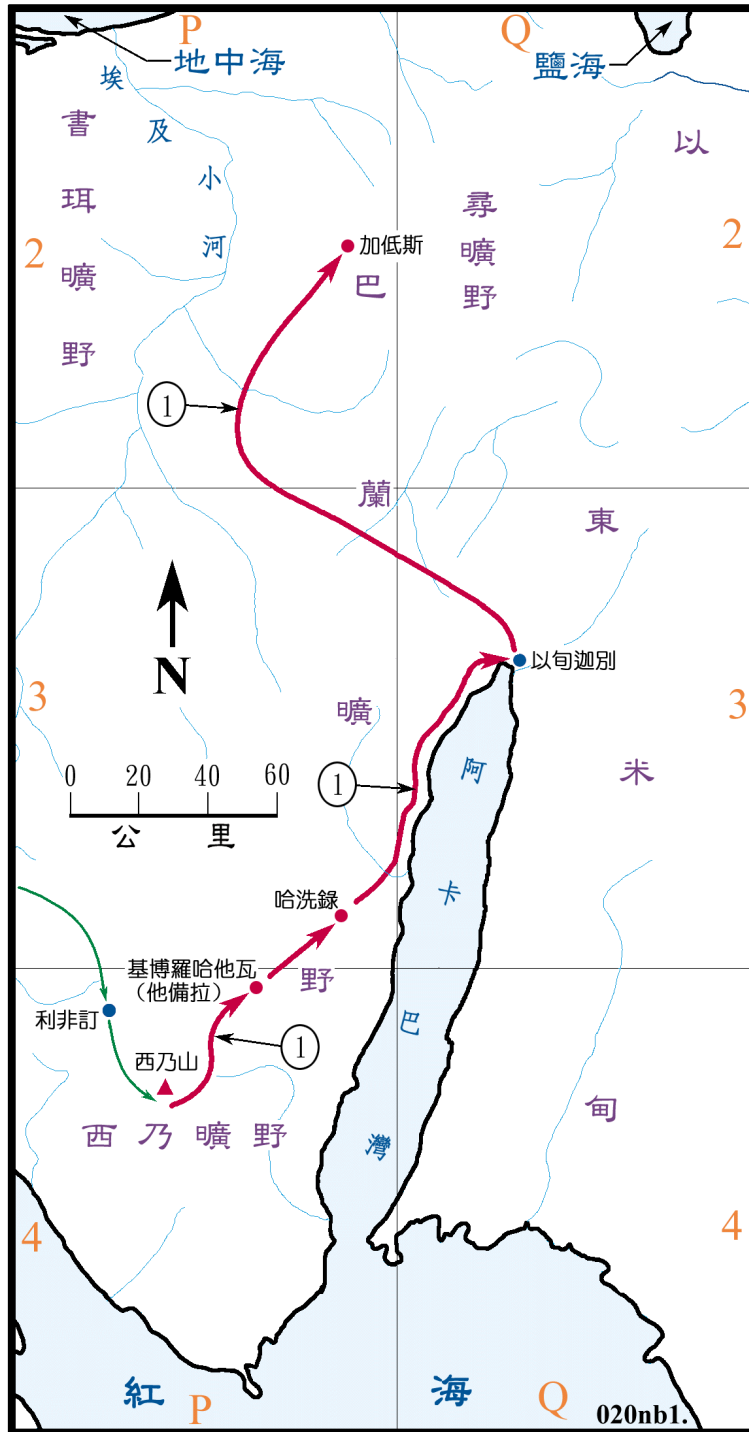 P
Q
地中海
鹽海
埃及小河
書珥曠野
以東
尋曠野
2
2
加低斯
巴蘭曠野
1
N
以旬迦別
3
3
米甸
0 20 40 60
公里
1
阿卡巴灣
哈洗錄
基博羅哈他瓦
（他備拉）
利非訂
西乃山
1
西乃曠野
4
4
紅海
P
Q
020nb1.